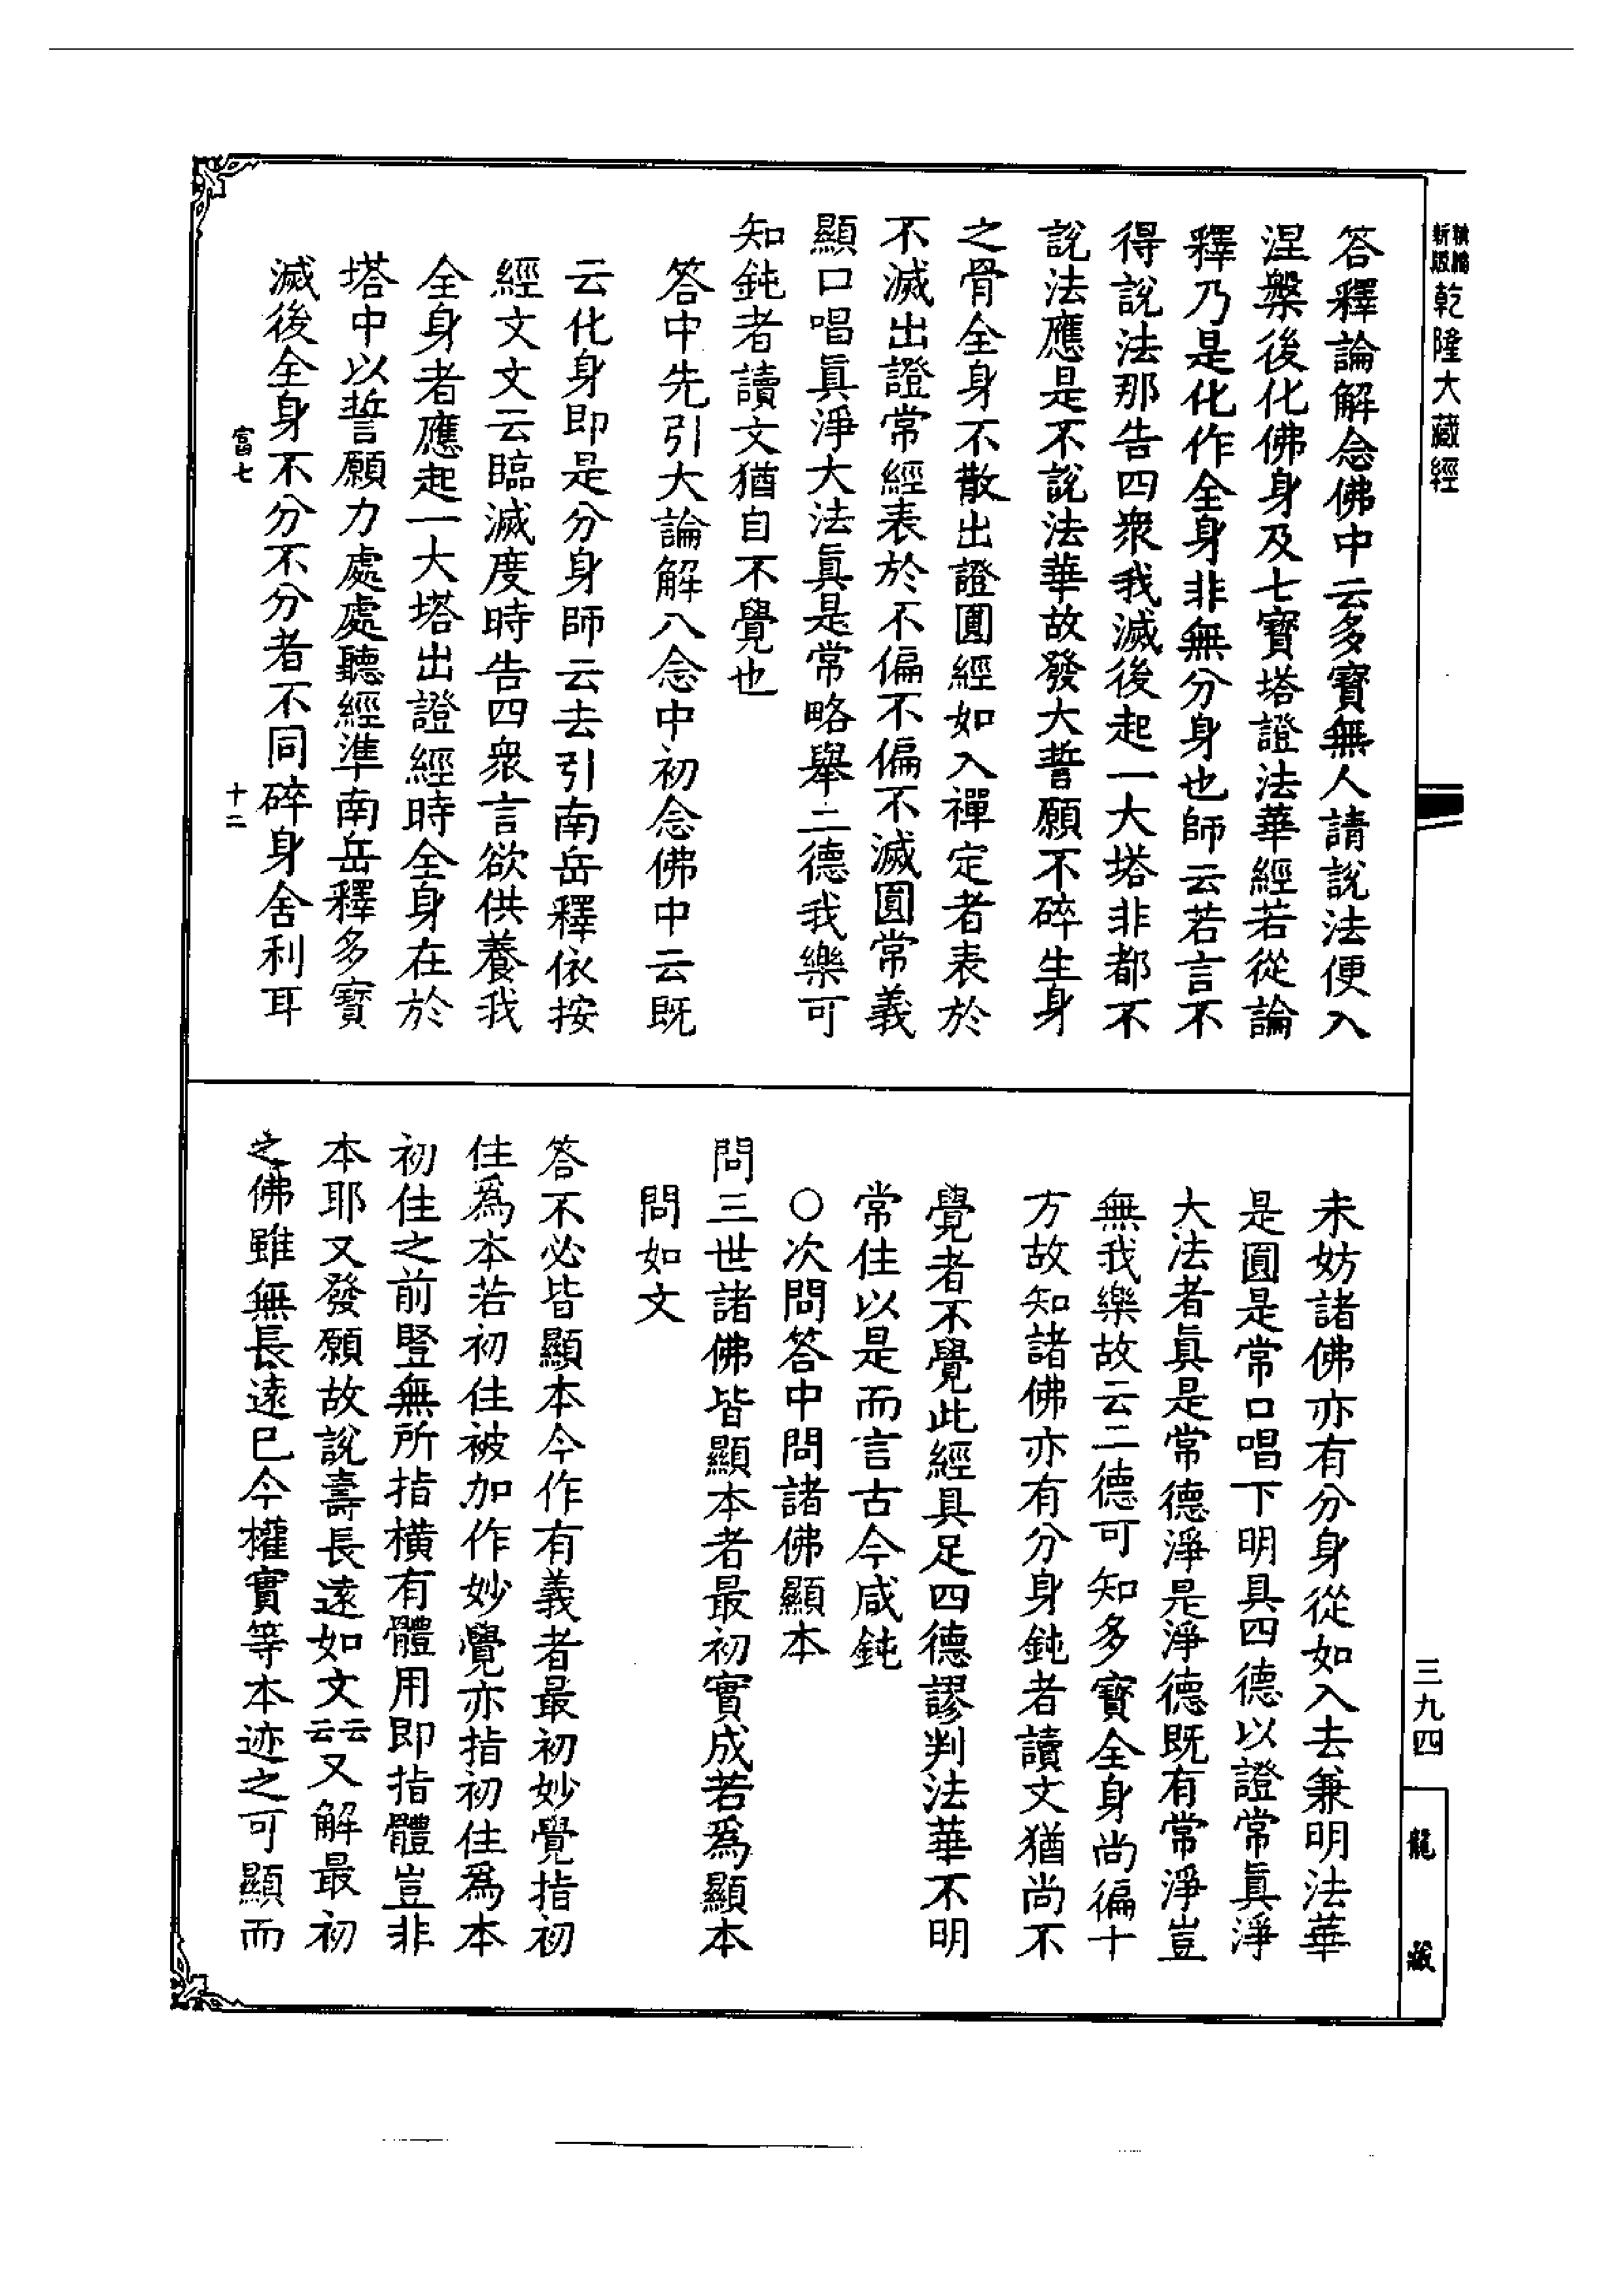 新版
乾隆大藏經
答釋論解念佛中云多寳無人請說法便入
涅槃後化佛身及七寳塔證法華經若從論
釋乃是化作全身非無分身也師云若言不
得說法那告四衆我滅後起一大塔非都不
說法應是不說法華故發大誓願不碎生身
之骨全身不散出證圓經如入禪定者表於
不滅出證常經表於不偏不偏不滅圓常義
顯口唱眞淨大法眞是常略舉二德我樂可
知鈍者讀文猶自不覺也
答中先引大論解八念中初念佛中云既
云化身即是分身師云去引南岳釋依按
經文文云臨滅度時告四衆言欲供養我
全身者應起一大塔出證經時全身在於
塔中以誓願力處處聽經準南岳釋多寳
滅後全身不分不分者不同碎身舍利耳
富七
十二
未妨諸佛亦有分身從如入去兼明法華
是圓是常口唱下明具四德以證常眞淨
大法者眞是常德淨是淨德既有常淨豈
無我樂故云二德可知多寳全身尚徧十
方故知諸佛亦有分身鈍者讀文猶尚不
覺者不覺此經具足四德謬判法華不明
常住以是而言古今咸鈍
○次問答中問諸佛顯本
問三世諸佛皆顯本者最初實成若爲顯本
問如文
答不必皆顯本今作有義者最初妙覺指初
住爲本若初住被加作妙覺亦指初住爲本
初住之前豎無所指橫有體用即指體豈非
本耶又發願故說壽長遠如文云云又解最初
之佛雖無長遠已今權實等本迹之可顯而
三九四
龍藏